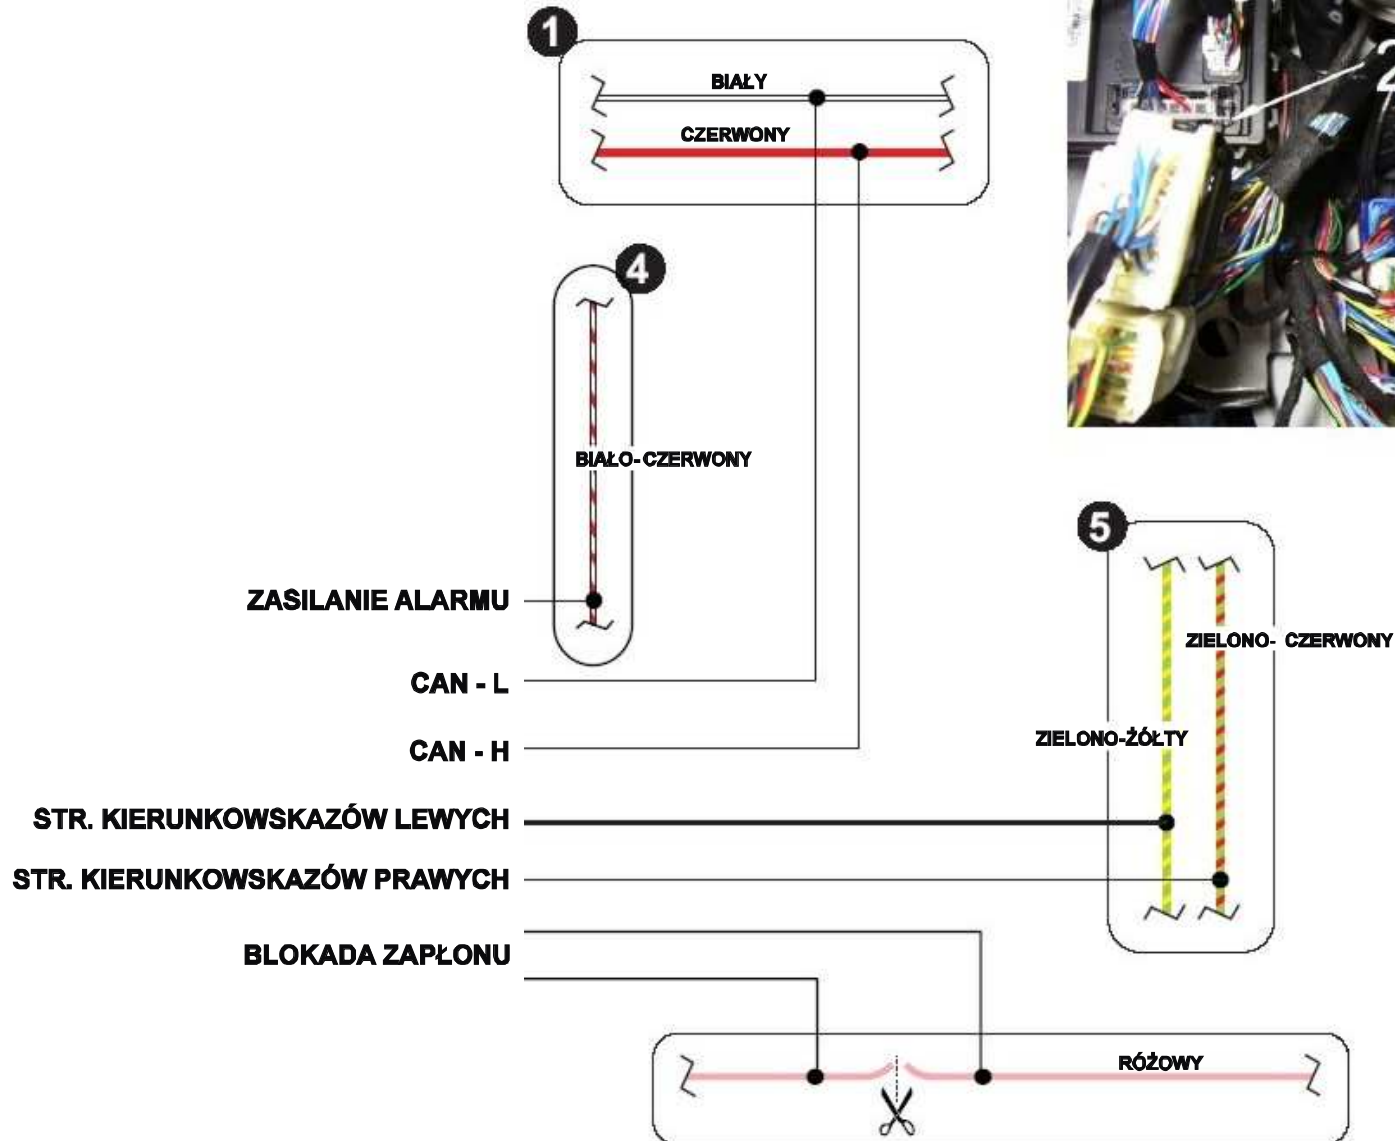 1
BIAŁY
CZERWONY
2
4
BIAŁO-CZERWONY
5
ZASILANIE ALARMU
ZIELONO- CZERWONY
CAN - L
ZIELONO-ŻÓŁTY
CAN - H
STR. KIERUNKOWSKAZÓW LEWYCH
STR. KIERUNKOWSKAZÓW PRAWYCH
BLOKADA ZAPŁONU
RÓŻOWY